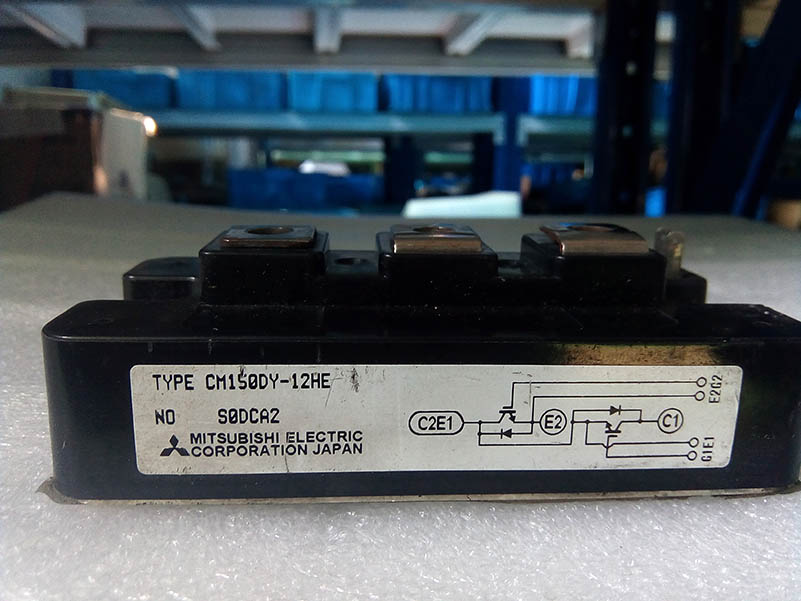 TYPE CM150DY-12HE
NO S0DCA2
MITSUBISHI ELECTRIC
CORPORATION JAPAN
C2E1
E2
C1
E2G2
G1E1